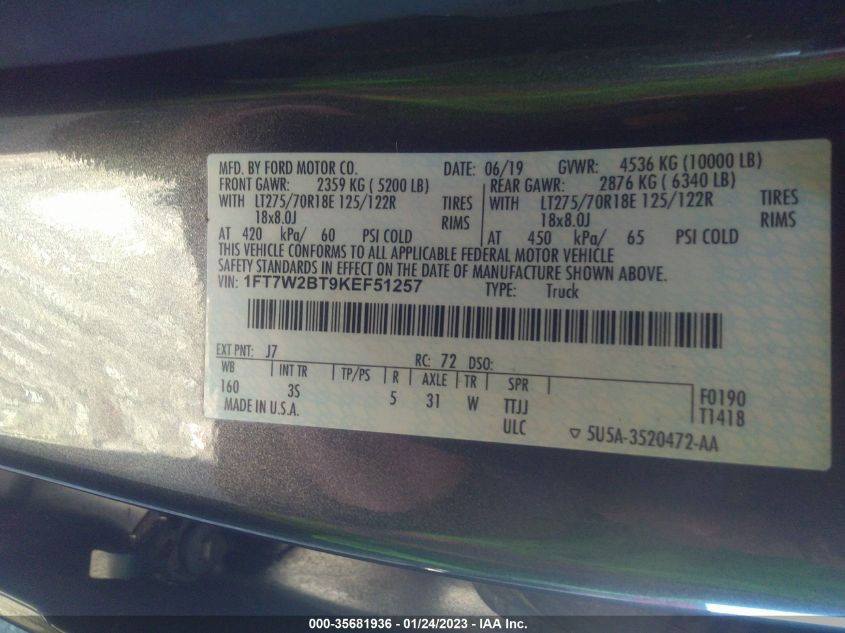 MFD. BY FORD MOTOR CO. DATE: 06/19 GVWR: 4536 KG (10000 LB)
FRONT GAWR: 2359 KG ( 5200 LB) REAR GAWR: 2876 KG ( 6340 LB)
WITH LT275/70R18E 125/122R TIRES WITH LT275/70R18E 125/122R TIRES
18x8.0J RIMS 18x8.0J RIMS
AT 420 kPa/ 60 PSI COLD AT 450 kPa/ 65 PSI COLD
THIS VEHICLE CONFORMS TO ALL APPLICABLE FEDERAL MOTOR VEHICLE
SAFETY STANDARDS IN EFFECT ON THE DATE OF MANUFACTURE SHOWN ABOVE.
VIN: 1FT7W2BT9KEF51257 TYPE: Truck
EXT PNT: J7 RC: 72 DSO:
WB INT TR TP/PS R AXLE TR SPR
160 3S 5 31 W TTJJ F0190
MADE IN U.S.A. ULC T1418
5U5A-3520472-AA
000-35681936 - 01/24/2023 - IAA Inc.